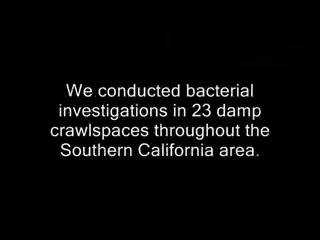 We conducted bacterial
investigations in 23 damp
crawlspaces throughout the
Southern California area.